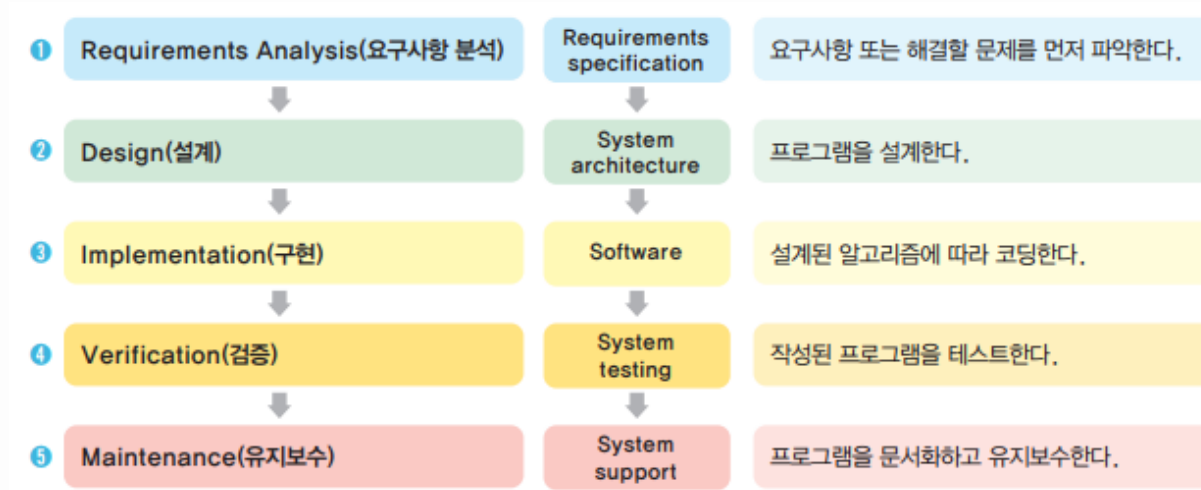 ❶ Requirements Analysis(요구사항 분석)
Requirements
specification
요구사항 또는 해결할 문제를 먼저 파악한다.
❷ Design(설계)
System
architecture
프로그램을 설계한다.
❸ Implementation(구현)
Software
설계된 알고리즘에 따라 코딩한다.
❹ Verification(검증)
System
testing
작성된 프로그램을 테스트한다.
❺ Maintenance(유지보수)
System
support
프로그램을 문서화하고 유지보수한다.